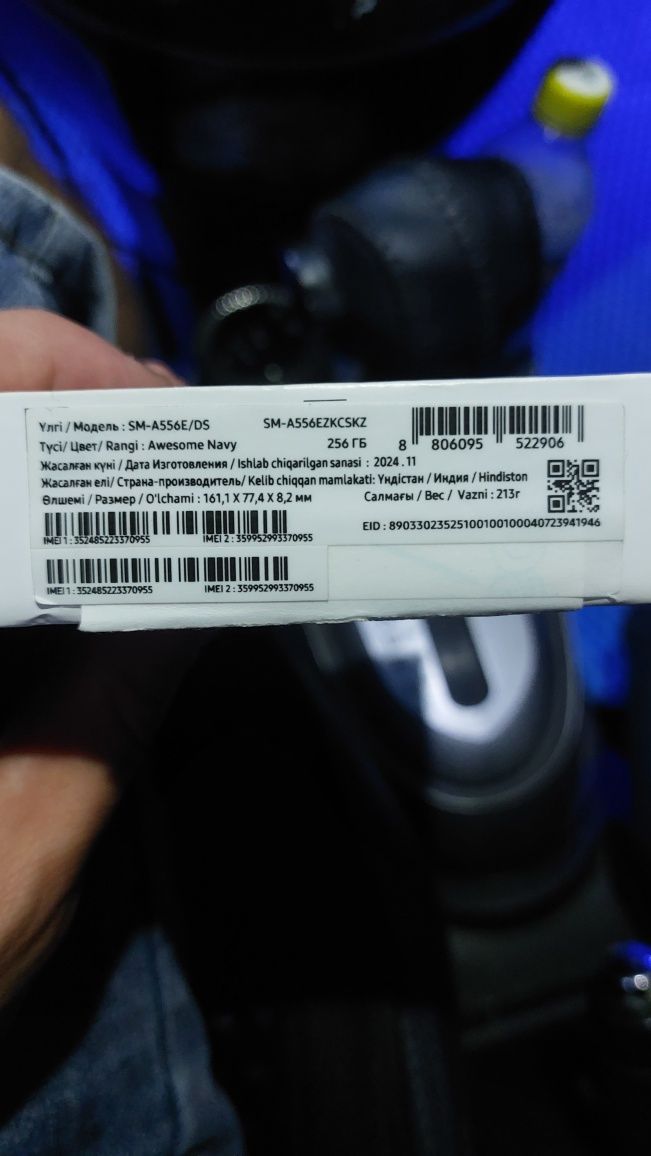 Үлгі / Модель : SM-A556E/DS SM-A556EZKCSKZ
Түсі/ Цвет/ Rangi : Awesome Navy 256 ГБ
8 806095 522906
Жасалған күні / Дата Изготовления / Ishlab chiqarilgan sanasi : 2024 . 11
Жасалған елі/ Страна-производитель/ Kelib chiqqan mamlakati: Үндістан / Индия / Hindiston
Өлшемі / Размер / O'lchami : 161,1 X 77,4 X 8,2 мм Салмағы / Вес / Vazni : 213г
EID : 89033023525100100100040723941946
IMEI 1 : 352485223370955 IMEI 2 : 359952993370955
IMEI 1 : 352485223370955 IMEI 2 : 359952993370955